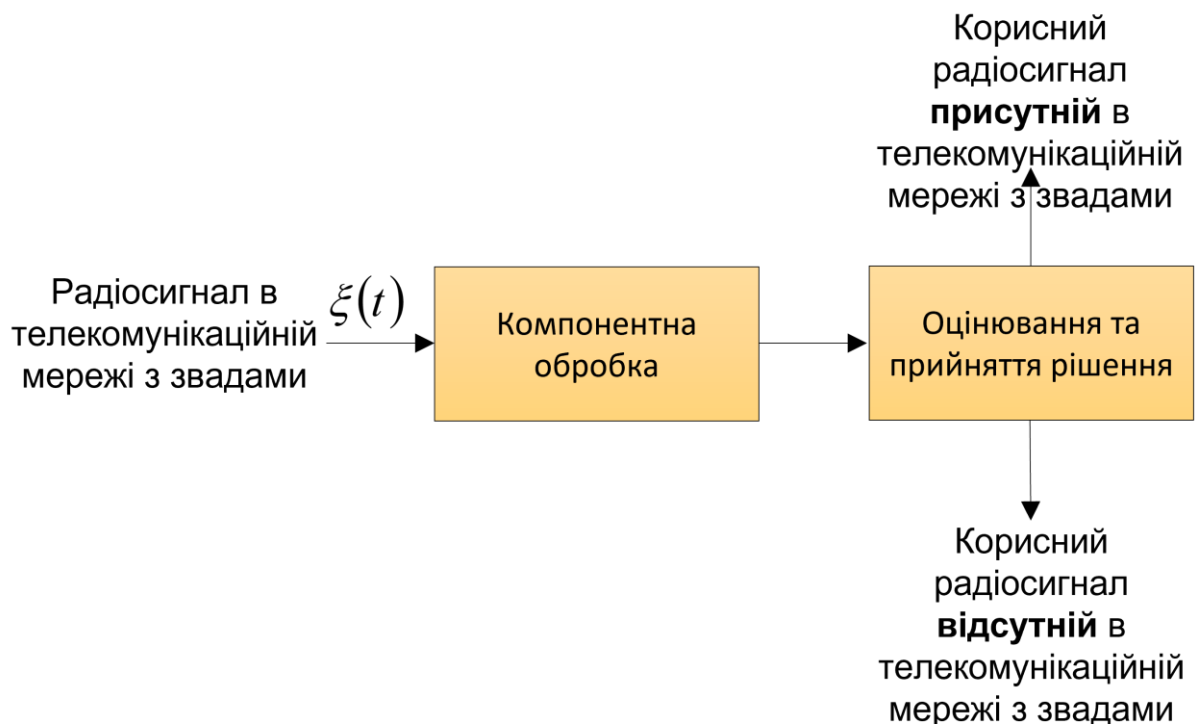 Корисний
радіосигнал
присутній в
телекомунікаційній
мережі з звадами
Радіосигнал в
телекомунікаційній
мережі з звадами
ξ(t)
Компонентна
обробка
Оцінювання та
прийняття рішення
Корисний
радіосигнал
відсутній в
телекомунікаційній
мережі з звадами